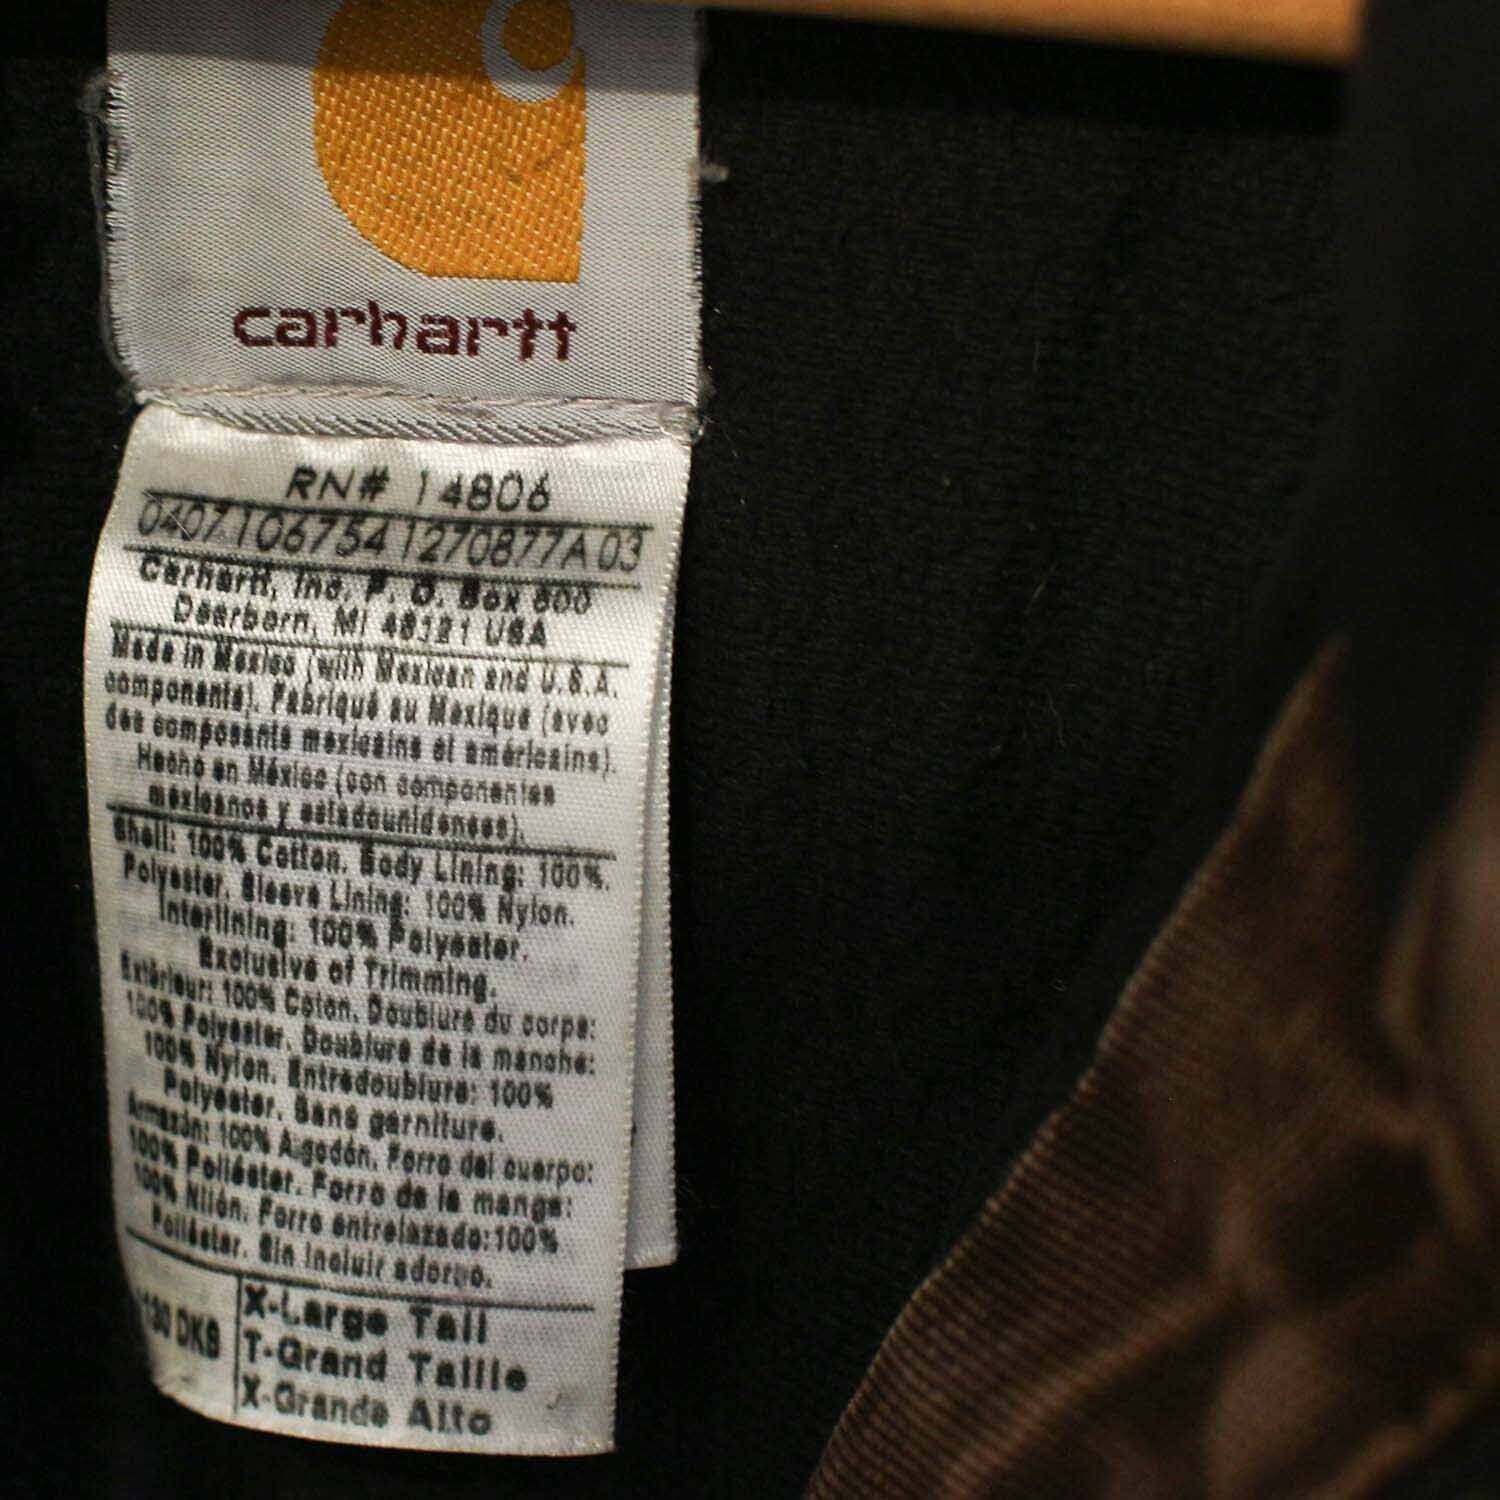 carhartt
RN# 14806
0407 106754 1270877A 03
Carhartt, Inc. P. O. Box 600
Dearborn, MI 48121 USA
Made in Mexico (with Mexican and U.S.A.
components). Fabriqué au Mexique (avec
des composants mexicains et américains).
Hecho en México (con componentes
mexicanos y estadounidenses).
Shell: 100% Cotton. Body Lining: 100%
Polyester. Sleeve Lining: 100% Nylon.
Interlining: 100% Polyester.
Exclusive of Trimming.
Extérieur: 100% Coton. Doublure du corps:
100% Polyester. Doublure de la manche:
100% Nylon. Entredoublure: 100%
Polyester. Sans garniture.
Armazón: 100% Algodón. Forro del cuerpo:
100% Poliéster. Forro de la manga:
100% Nilón. Forro entrelazado:100%
Poliéster. Sin incluir adorno.
DKB
X-Large Tall
T-Grand Taille
X-Grande Alto